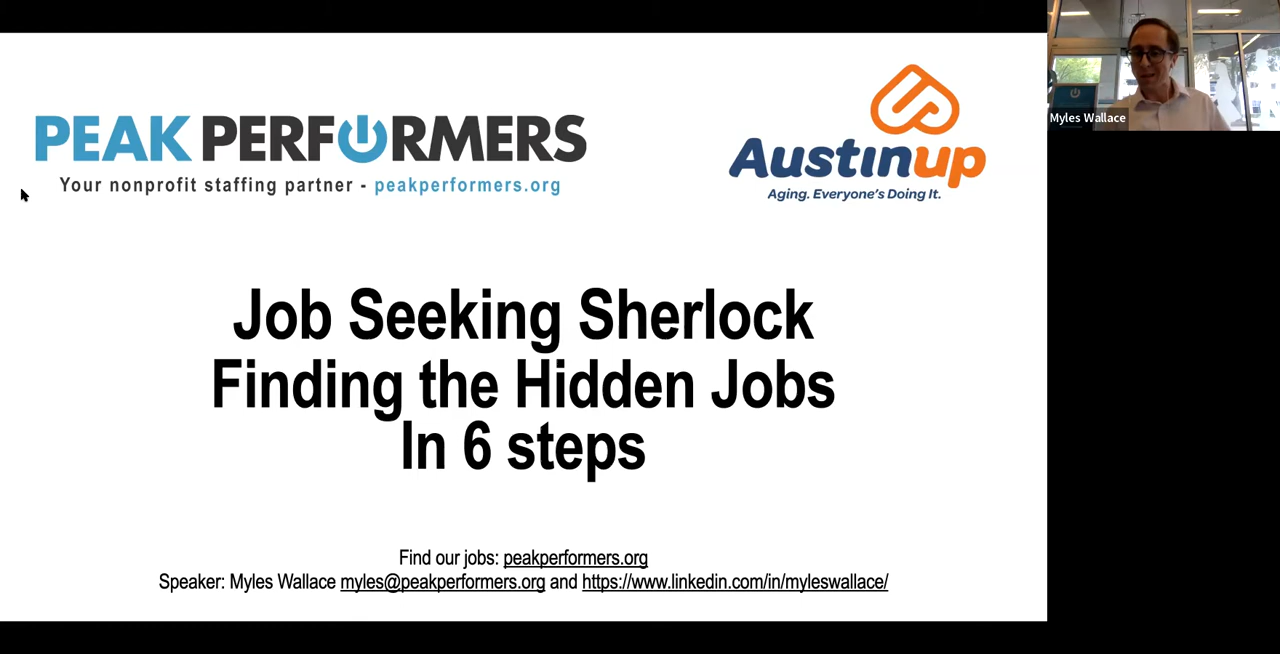 PEAK PERFORMERS
Your nonprofit staffing partner - peakperformers.org
Austinup
Aging. Everyone's Doing It.
Myles Wallace
Job Seeking Sherlock
Finding the Hidden Jobs
In 6 steps
Find our jobs: peakperformers.org
Speaker: Myles Wallace myles@peakperformers.org and https://www.linkedin.com/in/myleswallace/